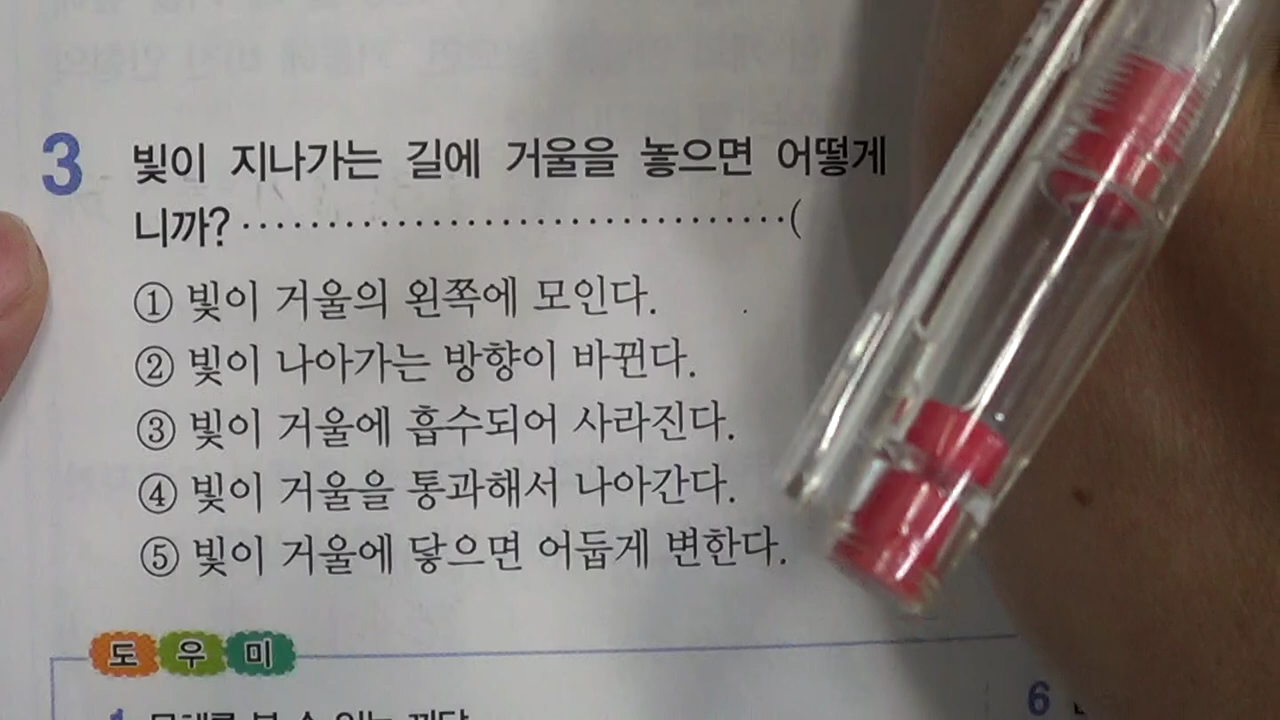 3 빛이 지나가는 길에 거울을 놓으면 어떻게
니까? ································(
① 빛이 거울의 왼쪽에 모인다.
② 빛이 나아가는 방향이 바뀐다.
③ 빛이 거울에 흡수되어 사라진다.
④ 빛이 거울을 통과해서 나아간다.
⑤ 빛이 거울에 닿으면 어둡게 변한다.
도우미
6